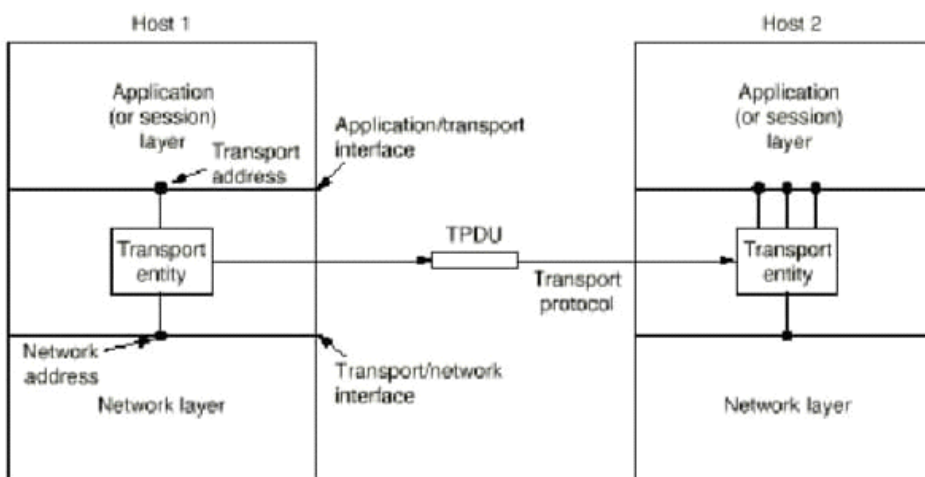 Host 1
Host 2
Application
(or session)
layer
Transport
address
Application/transport
interface
Application
(or session)
layer
Transport
entity
TPDU
Transport
protocol
Transport
entity
Network
address
Transport/network
interface
Network layer
Network layer